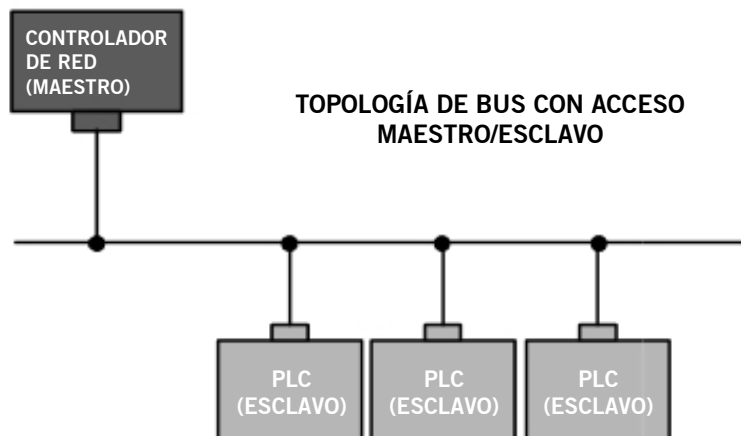 CONTROLADOR
DE RED
(MAESTRO)
TOPOLOGÍA DE BUS CON ACCESO
MAESTRO/ESCLAVO
PLC
(ESCLAVO)
PLC
(ESCLAVO)
PLC
(ESCLAVO)